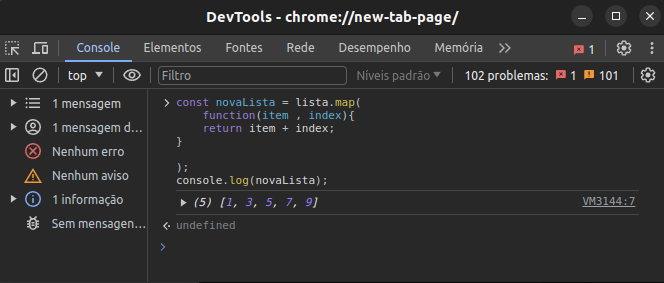 DevTools - chrome://new-tab-page/
Console Elementos Fontes Rede Desempenho Memória 1
top Filtro Níveis padrão 102 problemas: 1 101
1 mensagem
1 mensagem d...
Nenhum erro
Nenhum aviso
1 informação
Sem mensagen...
const novaLista = lista.map(
function(item , index){
return item + index;
}
);
console.log(novaLista);
(5) [1, 3, 5, 7, 9] VM3144:7
undefined